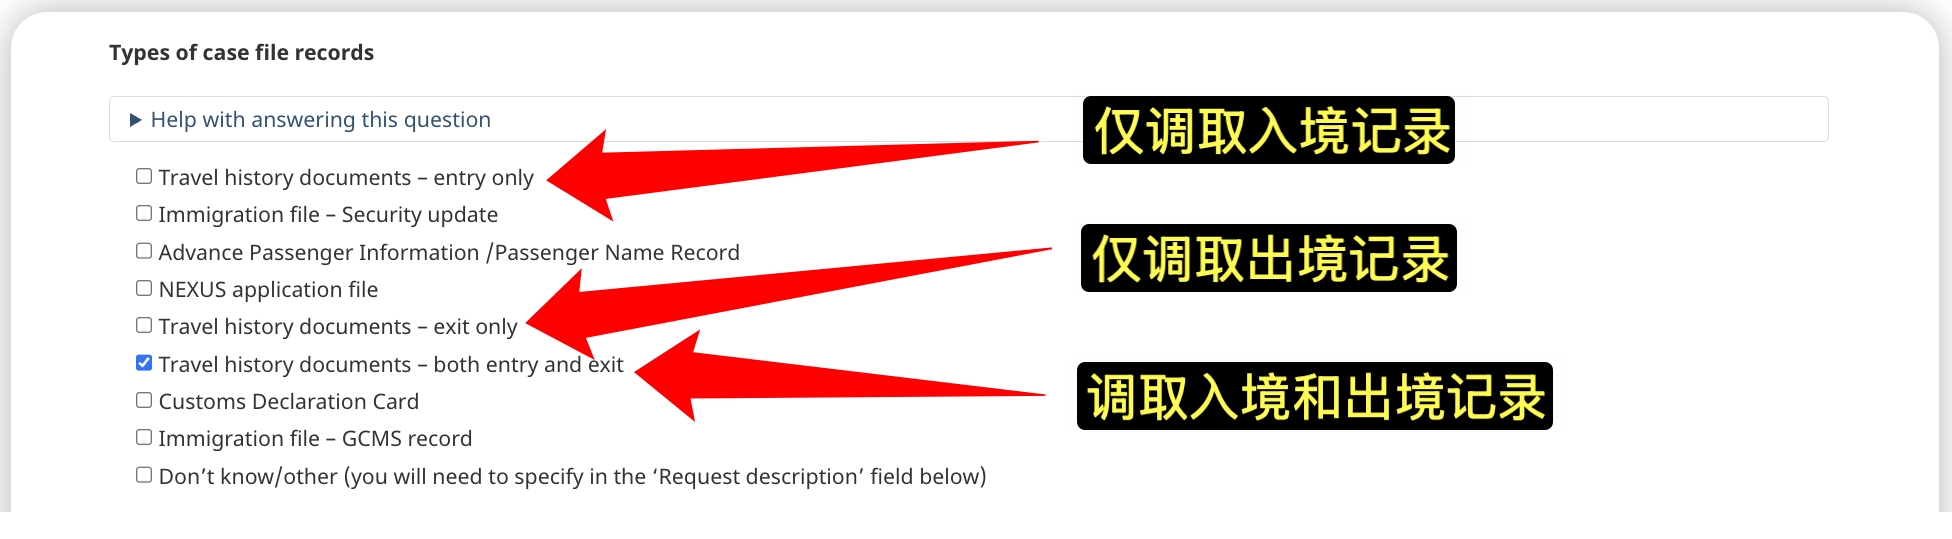 Types of case file records
Help with answering this question
仅调取入境记录
Travel history documents – entry only
Immigration file – Security update
Advance Passenger Information /Passenger Name Record
仅调取出境记录
NEXUS application file
Travel history documents – exit only
Travel history documents – both entry and exit
调取入境和出境记录
Customs Declaration Card
Immigration file – GCMS record
Don’t know/other (you will need to specify in the ‘Request description’ field below)